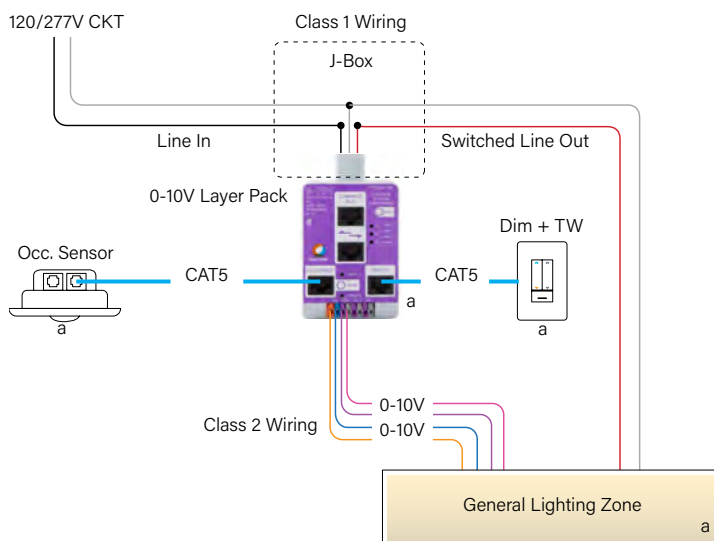 120/277V CKT
Class 1 Wiring
J-Box
Line In
Switched Line Out
0-10V Layer Pack
Dim + TW
Occ. Sensor
CAT5
CAT5
a
a
a
0-10V
Class 2 Wiring
0-10V
General Lighting Zone
a